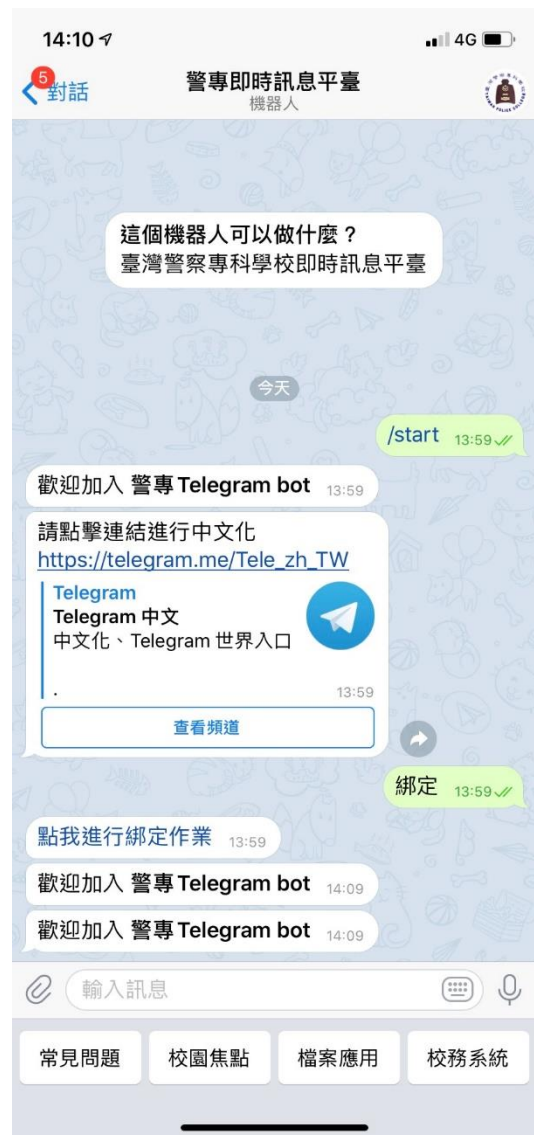 14:10
4G
5
對話
警專即時訊息平臺
機器人
這個機器人可以做什麼？
臺灣警察專科學校即時訊息平臺
今天
/start 13:59
歡迎加入 警專 Telegram bot 13:59
請點擊連結進行中文化
https://telegram.me/Tele_zh_TW
Telegram
Telegram 中文
中文化、Telegram 世界入口
.
13:59
查看頻道
綁定 13:59
點我進行綁定作業 13:59
歡迎加入 警專 Telegram bot 14:09
歡迎加入 警專 Telegram bot 14:09
輸入訊息
常見問題 校園焦點 檔案應用 校務系統